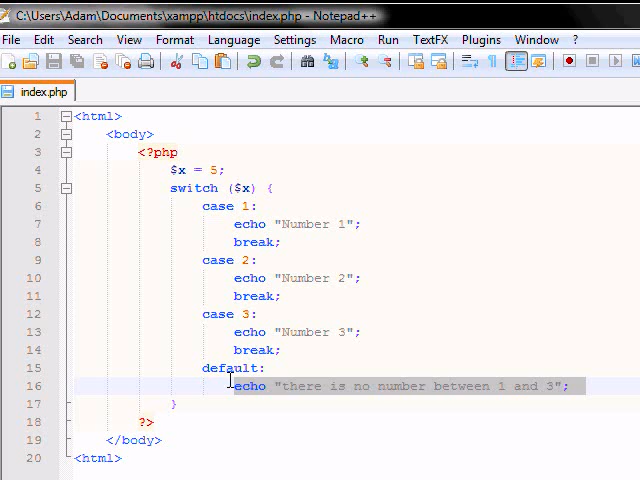 C:\Users\Adam\Documents\xampp\htdocs\index.php - Notepad++
File Edit Search View Encoding Format Language Settings Macro Run TextFX Plugins Window ?
index.php
1 <html>
2 <body>
3 <?php
4 $x = 5;
5 switch ($x) {
6 case 1:
7 echo "Number 1";
8 break;
9 case 2:
10 echo "Number 2";
11 break;
12 case 3:
13 echo "Number 3";
14 break;
15 default:
16 echo "there is no number between 1 and 3";
17 }
18 ?>
19 </body>
20 <html>